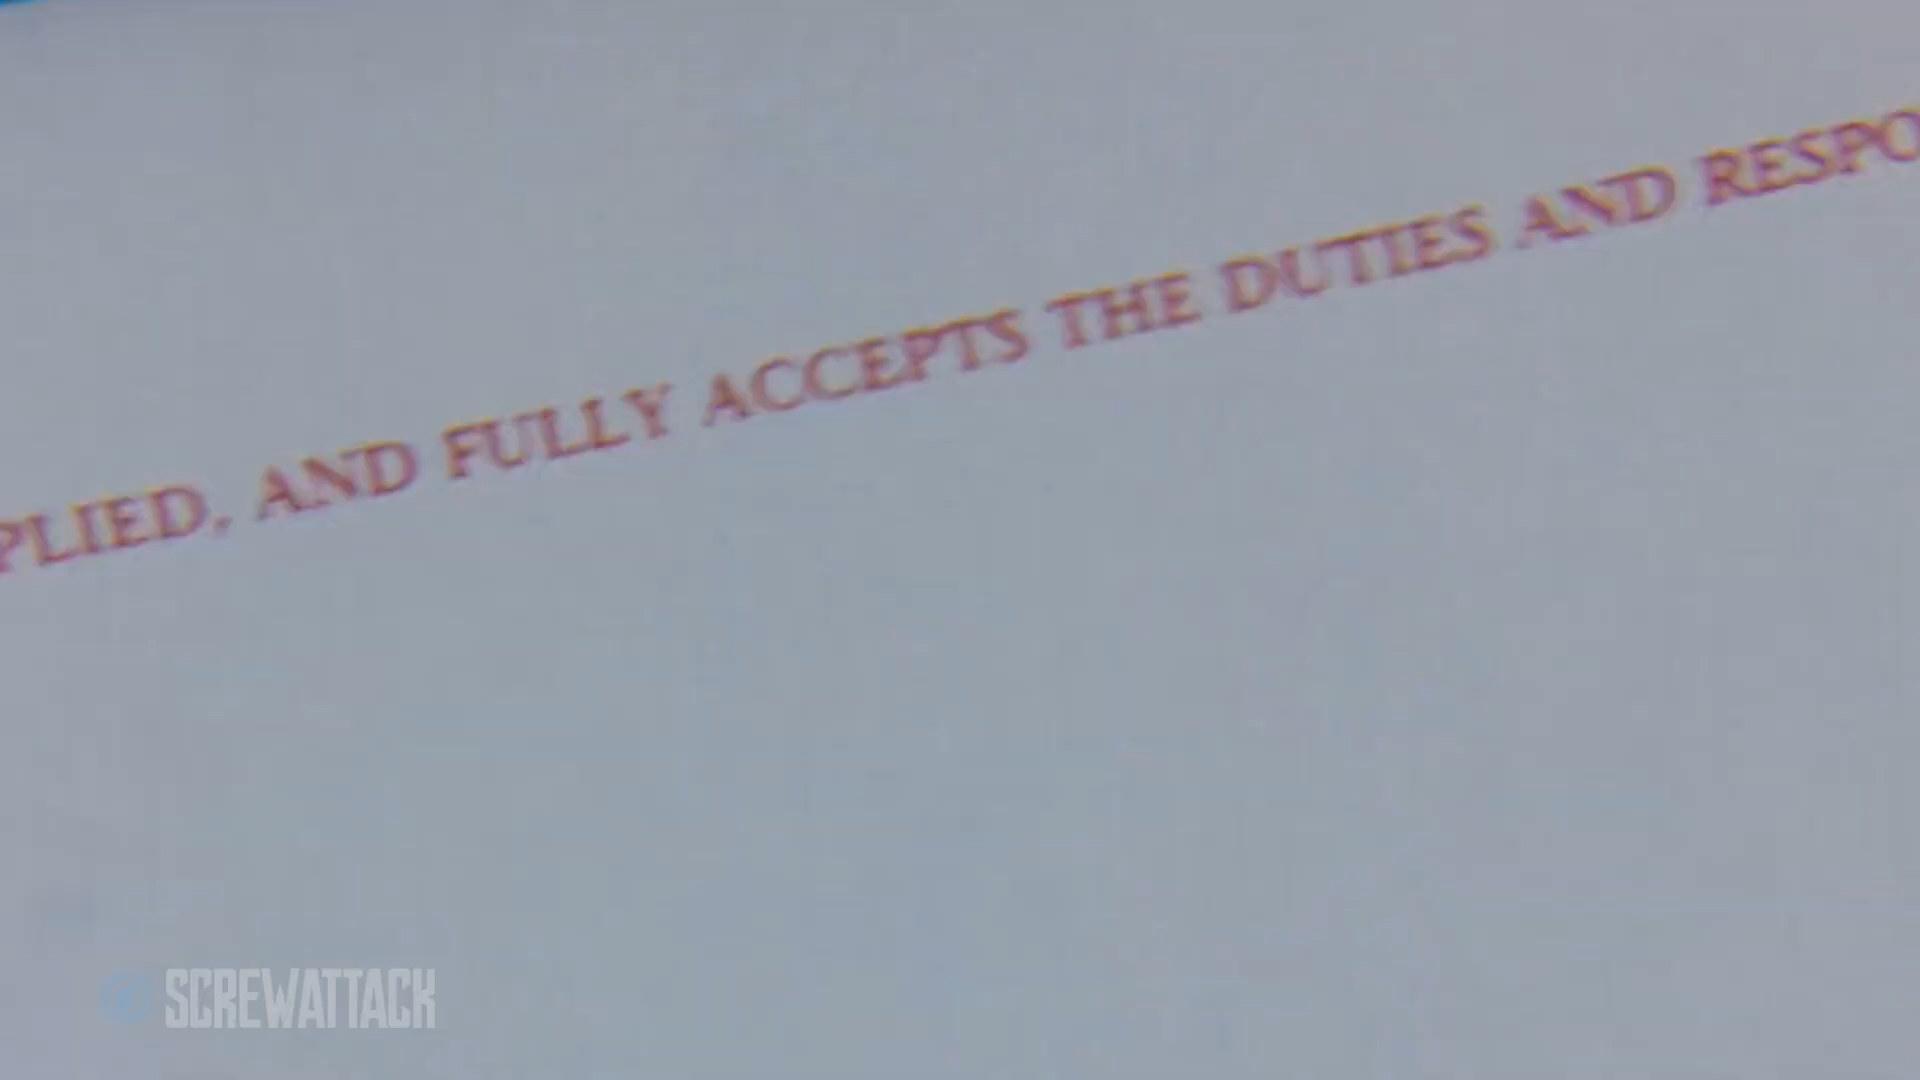 PLIED, AND FULLY ACCEPTS THE DUTIES AND RESPO
SCREWATTACK